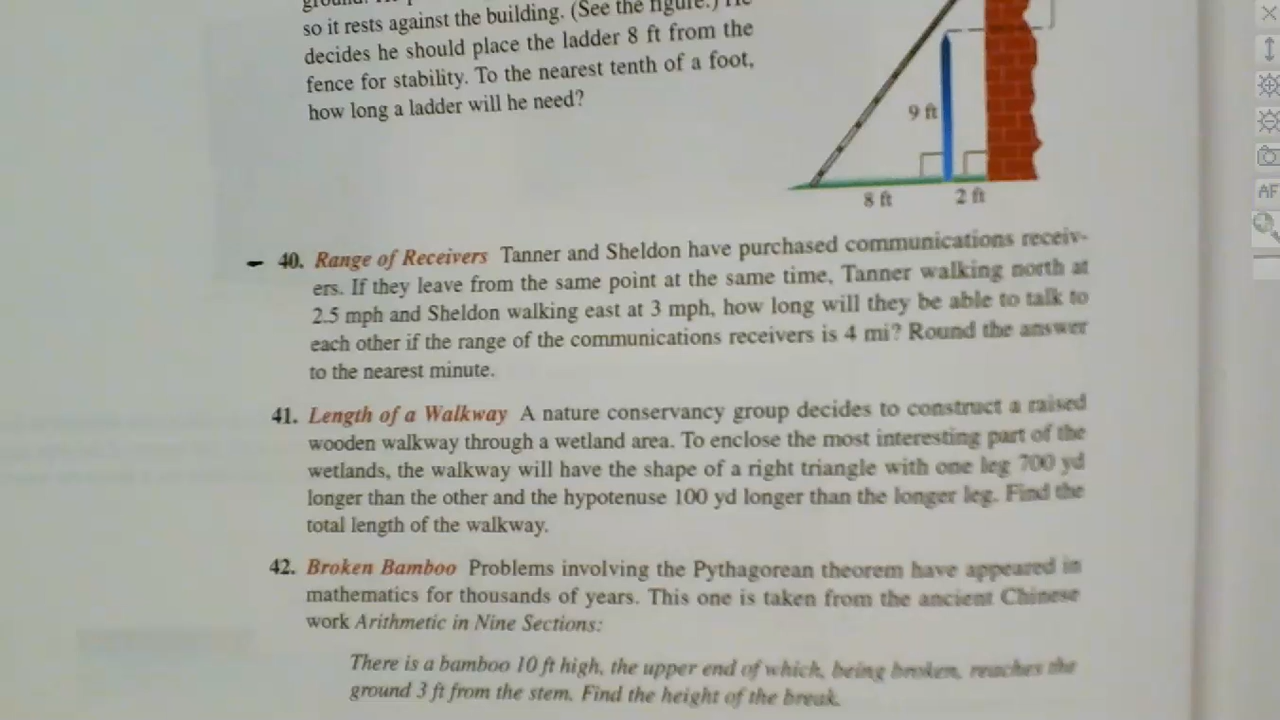 so it rests against the building. (See the figure.) He
decides he should place the ladder 8 ft from the
fence for stability. To the nearest tenth of a foot,
how long a ladder will he need?
9 ft
8 ft
2 ft
40. Range of Receivers Tanner and Sheldon have purchased communications receiv-
ers. If they leave from the same point at the same time, Tanner walking north at
2.5 mph and Sheldon walking east at 3 mph, how long will they be able to talk to
each other if the range of the communications receivers is 4 mi? Round the answer
to the nearest minute.
41. Length of a Walkway A nature conservancy group decides to construct a raised
wooden walkway through a wetland area. To enclose the most interesting part of the
wetlands, the walkway will have the shape of a right triangle with one leg 700 yd
longer than the other and the hypotenuse 100 yd longer than the longer leg. Find the
total length of the walkway.
42. Broken Bamboo Problems involving the Pythagorean theorem have appeared in
mathematics for thousands of years. This one is taken from the ancient Chinese
work Arithmetic in Nine Sections:
There is a bamboo 10 ft high, the upper end of which, being broken, reaches the
ground 3 ft from the stem. Find the height of the break.
AF